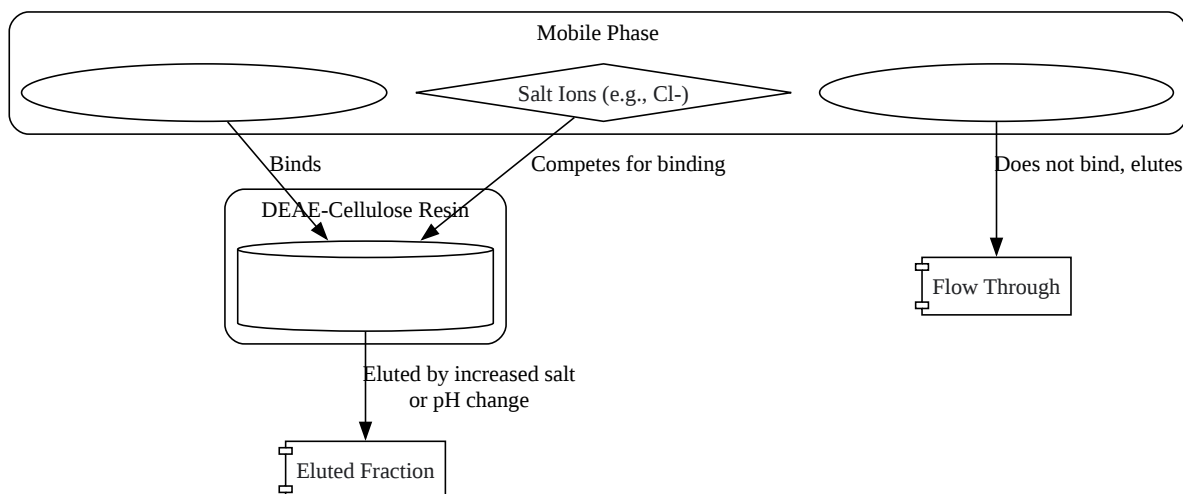 Mobile Phase
Salt Ions (e.g., Cl-)
Binds
Competes for binding
Does not bind, elutes
DEAE-Cellulose Resin
Flow Through
Eluted by increased salt
or pH change
Eluted Fraction